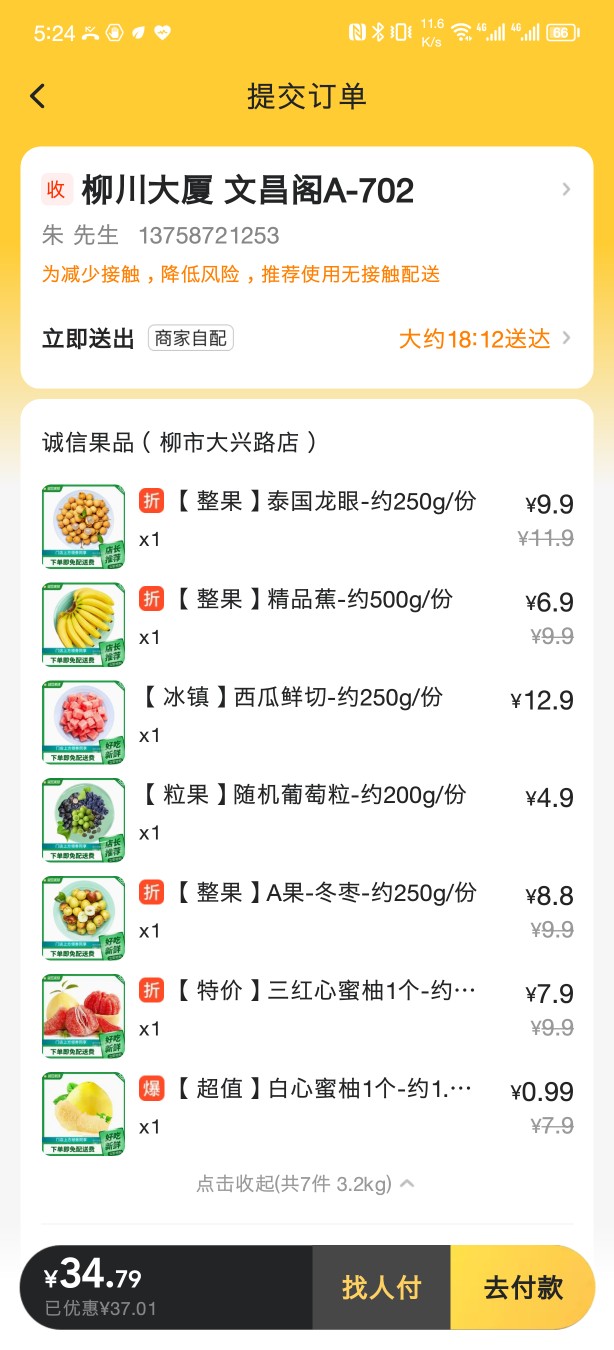 5:24
11.6
K/s
4G
4G
66
提交订单
收 柳川大厦 文昌阁A-702
朱 先生 13758721253
为减少接触，降低风险，推荐使用无接触配送
立即送出 商家自配 大约18:12送达
诚信果品（柳市大兴路店）
折【整果】泰国龙眼-约250g/份 ¥9.9
x1 ¥11.9
店长推荐
下单即免配送费
折【整果】精品蕉-约500g/份 ¥6.9
x1 ¥9.9
店长推荐
下单即免配送费
【冰镇】西瓜鲜切-约250g/份 ¥12.9
x1
好吃新鲜
下单即免配送费
【粒果】随机葡萄粒-约200g/份 ¥4.9
x1
店长推荐
下单即免配送费
折【整果】A果-冬枣-约250g/份 ¥8.8
x1 ¥9.9
好吃新鲜
下单即免配送费
折【特价】三红心蜜柚1个-约… ¥7.9
x1 ¥9.9
好吃新鲜
下单即免配送费
爆【超值】白心蜜柚1个-约1.… ¥0.99
x1 ¥7.9
好吃新鲜
下单即免配送费
点击收起(共7件 3.2kg)
¥34.79 找人付 去付款
已优惠¥37.01